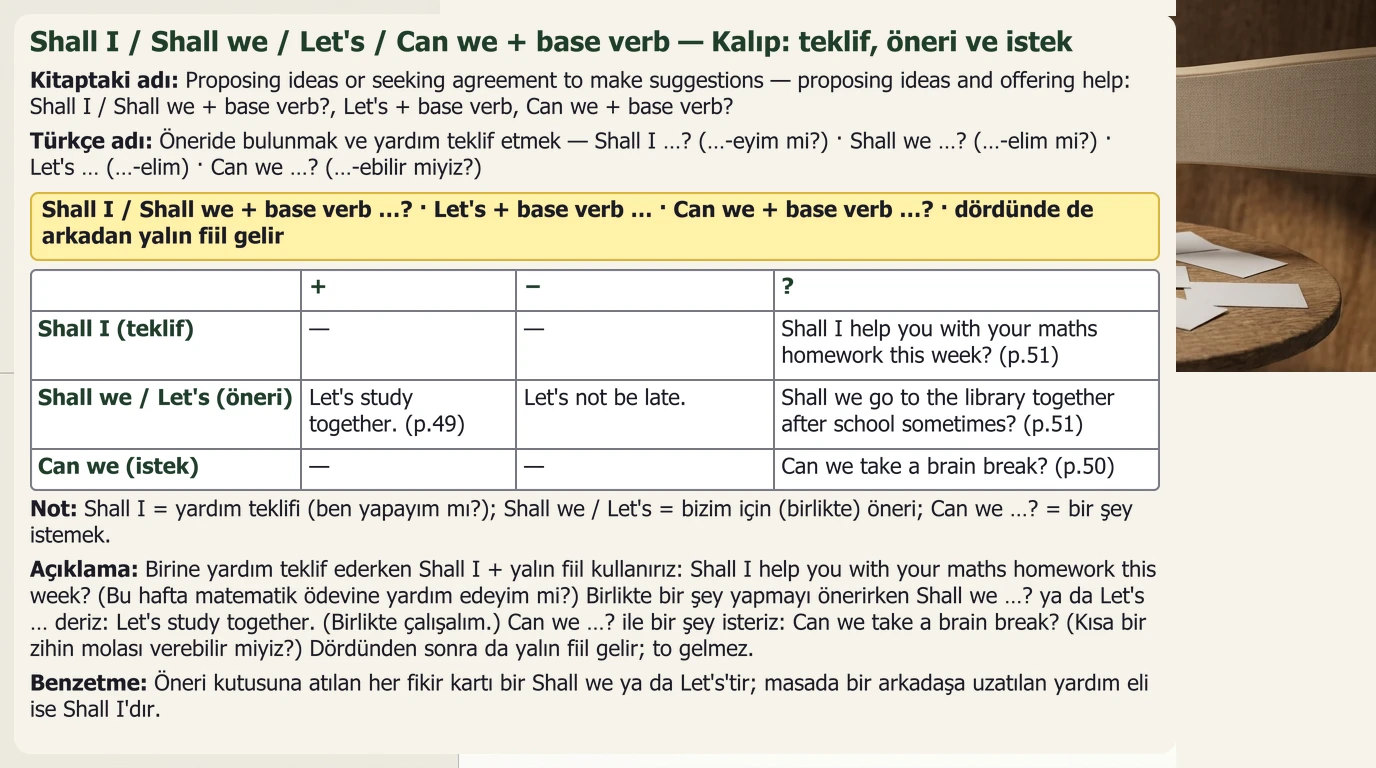 Shall I / Shall we / Let's / Can we + base verb — Kalıp: teklif, öneri ve istek
Kitaptaki adı: Proposing ideas or seeking agreement to make suggestions — proposing ideas and offering help:
Shall I / Shall we + base verb?, Let's + base verb, Can we + base verb?
Türkçe adı: Öneride bulunmak ve yardım teklif etmek — Shall I …? (…-eyim mi?) · Shall we …? (…-elim mi?) ·
Let's … (…-elim) · Can we …? (…-ebilir miyiz?)
Shall I / Shall we + base verb …? · Let's + base verb … · Can we + base verb …? · dördünde de
arkadan yalın fiil gelir
+ − ?
Shall I (teklif) — — Shall I help you with your maths
homework this week? (p.51)
Shall we / Let's (öneri) Let's study Let's not be late. Shall we go to the library together
together. (p.49) after school sometimes? (p.51)
Can we (istek) — — Can we take a brain break? (p.50)
Not: Shall I = yardım teklifi (ben yapayım mı?); Shall we / Let's = bizim için (birlikte) öneri; Can we …? = bir şey
istemek.
Açıklama: Birine yardım teklif ederken Shall I + yalın fiil kullanırız: Shall I help you with your maths homework this
week? (Bu hafta matematik ödevine yardım edeyim mi?) Birlikte bir şey yapmayı önerirken Shall we …? ya da Let's
… deriz: Let's study together. (Birlikte çalışalım.) Can we …? ile bir şey isteriz: Can we take a brain break? (Kısa bir
zihin molası verebilir miyiz?) Dördünden sonra da yalın fiil gelir; to gelmez.
Benzetme: Öneri kutusuna atılan her fikir kartı bir Shall we ya da Let's'tir; masada bir arkadaşa uzatılan yardım eli
ise Shall I'dır.